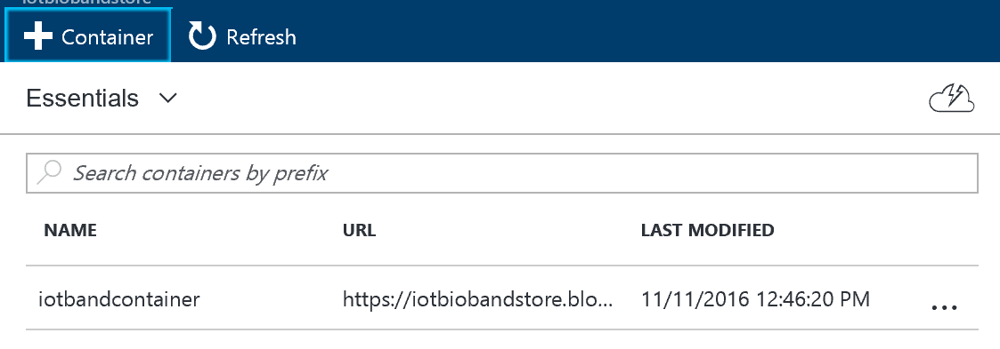 iotbiobandstore
Container Refresh
Essentials
Search containers by prefix
NAME URL LAST MODIFIED
iotbandcontainer https://iotbiobandstore.blo... 11/11/2016 12:46:20 PM ...